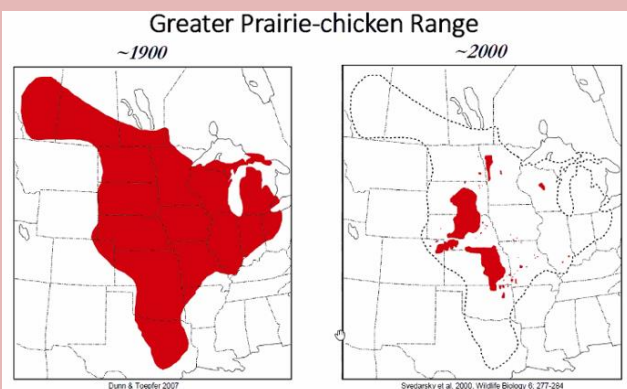 Greater Prairie-chicken Range
~1900
~2000
Dunn & Toepfer 2007
Svedarsky et al. 2000. Wildlife Biology 6: 277-284